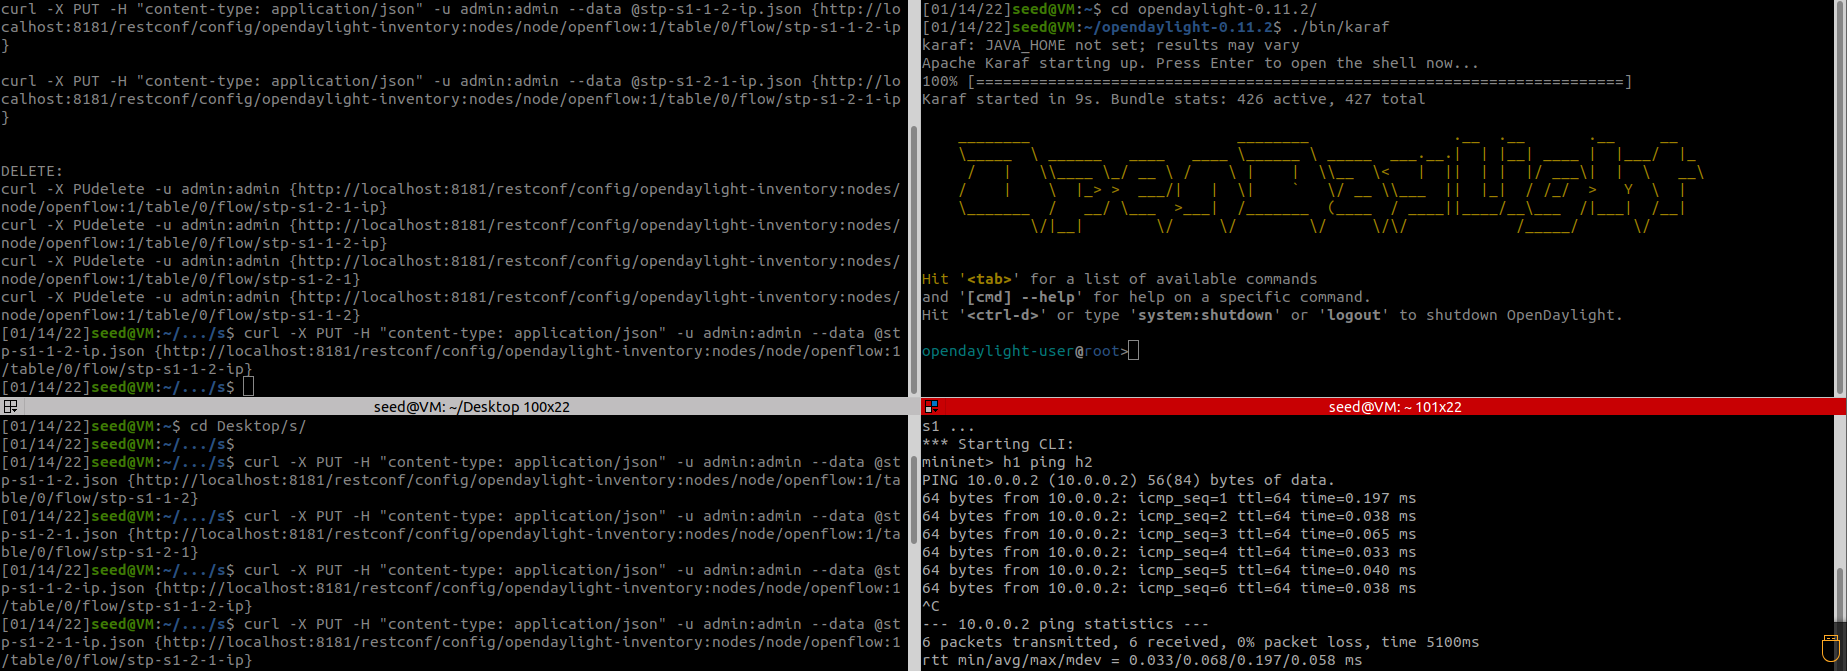 curl -X PUT -H "content-type: application/json" -u admin:admin --data @stp-s1-1-2-ip.json {http://lo
calhost:8181/restconf/config/opendaylight-inventory:nodes/node/openflow:1/table/0/flow/stp-s1-1-2-ip
}
curl -X PUT -H "content-type: application/json" -u admin:admin --data @stp-s1-2-1-ip.json {http://lo
calhost:8181/restconf/config/opendaylight-inventory:nodes/node/openflow:1/table/0/flow/stp-s1-2-1-ip
}
DELETE:
curl -X PUdelete -u admin:admin {http://localhost:8181/restconf/config/opendaylight-inventory:nodes/
node/openflow:1/table/0/flow/stp-s1-2-1-ip}
curl -X PUdelete -u admin:admin {http://localhost:8181/restconf/config/opendaylight-inventory:nodes/
node/openflow:1/table/0/flow/stp-s1-1-2-ip}
curl -X PUdelete -u admin:admin {http://localhost:8181/restconf/config/opendaylight-inventory:nodes/
node/openflow:1/table/0/flow/stp-s1-2-1}
curl -X PUdelete -u admin:admin {http://localhost:8181/restconf/config/opendaylight-inventory:nodes/
node/openflow:1/table/0/flow/stp-s1-1-2}
[01/14/22]seed@VM:~/.../s$ curl -X PUT -H "content-type: application/json" -u admin:admin --data @st
p-s1-1-2-ip.json {http://localhost:8181/restconf/config/opendaylight-inventory:nodes/node/openflow:1
/table/0/flow/stp-s1-1-2-ip}
[01/14/22]seed@VM:~/.../s$
[01/14/22]seed@VM:~$ cd opendaylight-0.11.2/
[01/14/22]seed@VM:~/opendaylight-0.11.2$ ./bin/karaf
karaf: JAVA_HOME not set; results may vary
Apache Karaf starting up. Press Enter to open the shell now...
100% [========================================================================]
Karaf started in 9s. Bundle stats: 426 active, 427 total
OpenDaylight
Hit '<tab>' for a list of available commands
and '[cmd] --help' for help on a specific command.
Hit '<ctrl-d>' or type 'system:shutdown' or 'logout' to shutdown OpenDaylight.
opendaylight-user@root>
seed@VM: ~/Desktop 100x22
[01/14/22]seed@VM:~$ cd Desktop/s/
[01/14/22]seed@VM:~/.../s$
[01/14/22]seed@VM:~/.../s$ curl -X PUT -H "content-type: application/json" -u admin:admin --data @st
p-s1-1-2.json {http://localhost:8181/restconf/config/opendaylight-inventory:nodes/node/openflow:1/ta
ble/0/flow/stp-s1-1-2}
[01/14/22]seed@VM:~/.../s$ curl -X PUT -H "content-type: application/json" -u admin:admin --data @st
p-s1-2-1.json {http://localhost:8181/restconf/config/opendaylight-inventory:nodes/node/openflow:1/ta
ble/0/flow/stp-s1-2-1}
[01/14/22]seed@VM:~/.../s$ curl -X PUT -H "content-type: application/json" -u admin:admin --data @st
p-s1-1-2-ip.json {http://localhost:8181/restconf/config/opendaylight-inventory:nodes/node/openflow:1
/table/0/flow/stp-s1-1-2-ip}
[01/14/22]seed@VM:~/.../s$ curl -X PUT -H "content-type: application/json" -u admin:admin --data @st
p-s1-2-1-ip.json {http://localhost:8181/restconf/config/opendaylight-inventory:nodes/node/openflow:1
/table/0/flow/stp-s1-2-1-ip}
seed@VM: ~ 101x22
s1 ...
*** Starting CLI:
mininet> h1 ping h2
PING 10.0.0.2 (10.0.0.2) 56(84) bytes of data.
64 bytes from 10.0.0.2: icmp_seq=1 ttl=64 time=0.197 ms
64 bytes from 10.0.0.2: icmp_seq=2 ttl=64 time=0.038 ms
64 bytes from 10.0.0.2: icmp_seq=3 ttl=64 time=0.065 ms
64 bytes from 10.0.0.2: icmp_seq=4 ttl=64 time=0.033 ms
64 bytes from 10.0.0.2: icmp_seq=5 ttl=64 time=0.040 ms
64 bytes from 10.0.0.2: icmp_seq=6 ttl=64 time=0.038 ms
^C
--- 10.0.0.2 ping statistics ---
6 packets transmitted, 6 received, 0% packet loss, time 5100ms
rtt min/avg/max/mdev = 0.033/0.068/0.197/0.058 ms